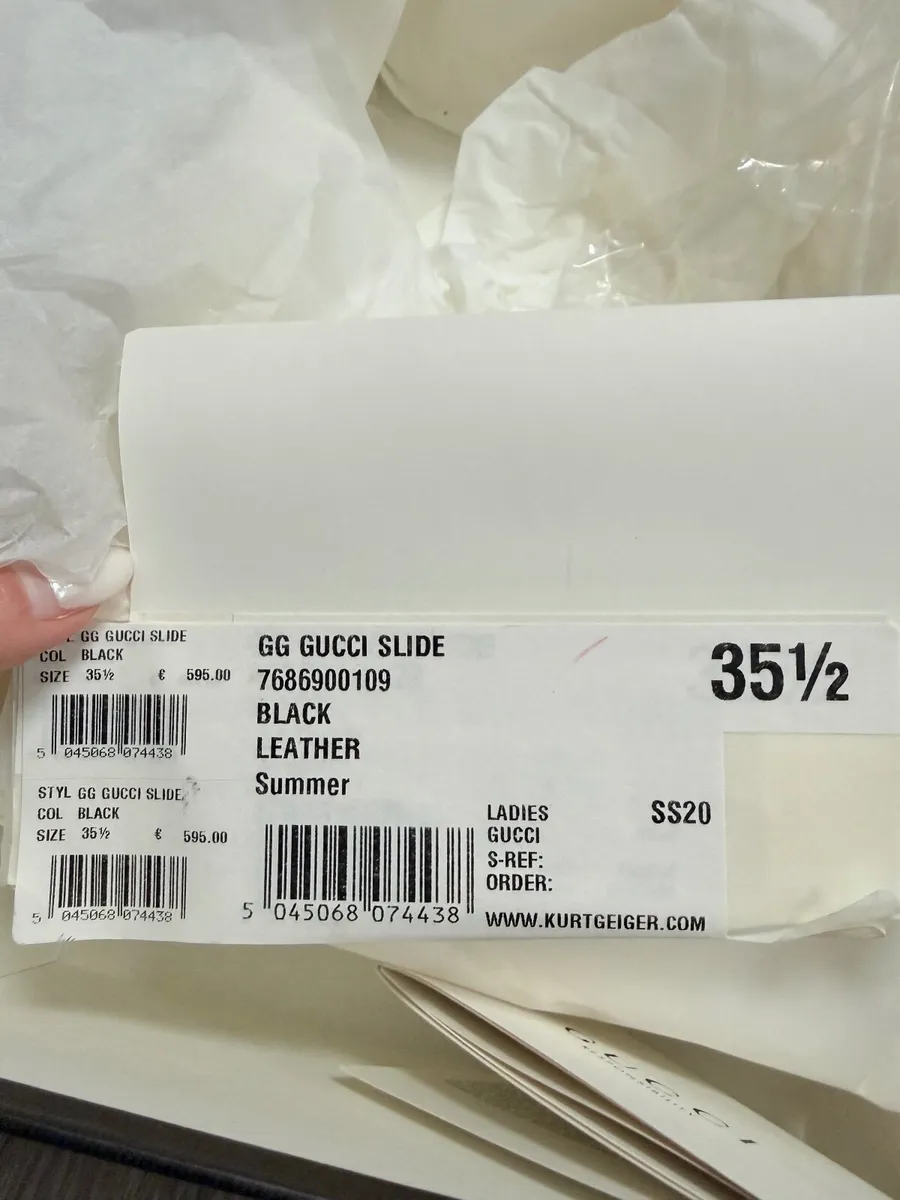 GG GUCCI SLIDE
COL BLACK
SIZE 35½ € 595.00
5 045068 074438
STYL GG GUCCI SLIDE
COL BLACK
SIZE 35½ € 595.00
5 045068 074438
GG GUCCI SLIDE
7686900109
BLACK
LEATHER
Summer
5 045068 074438
35½
LADIES SS20
GUCCI
S-REF:
ORDER:
WWW.KURTGEIGER.COM
GUCCI